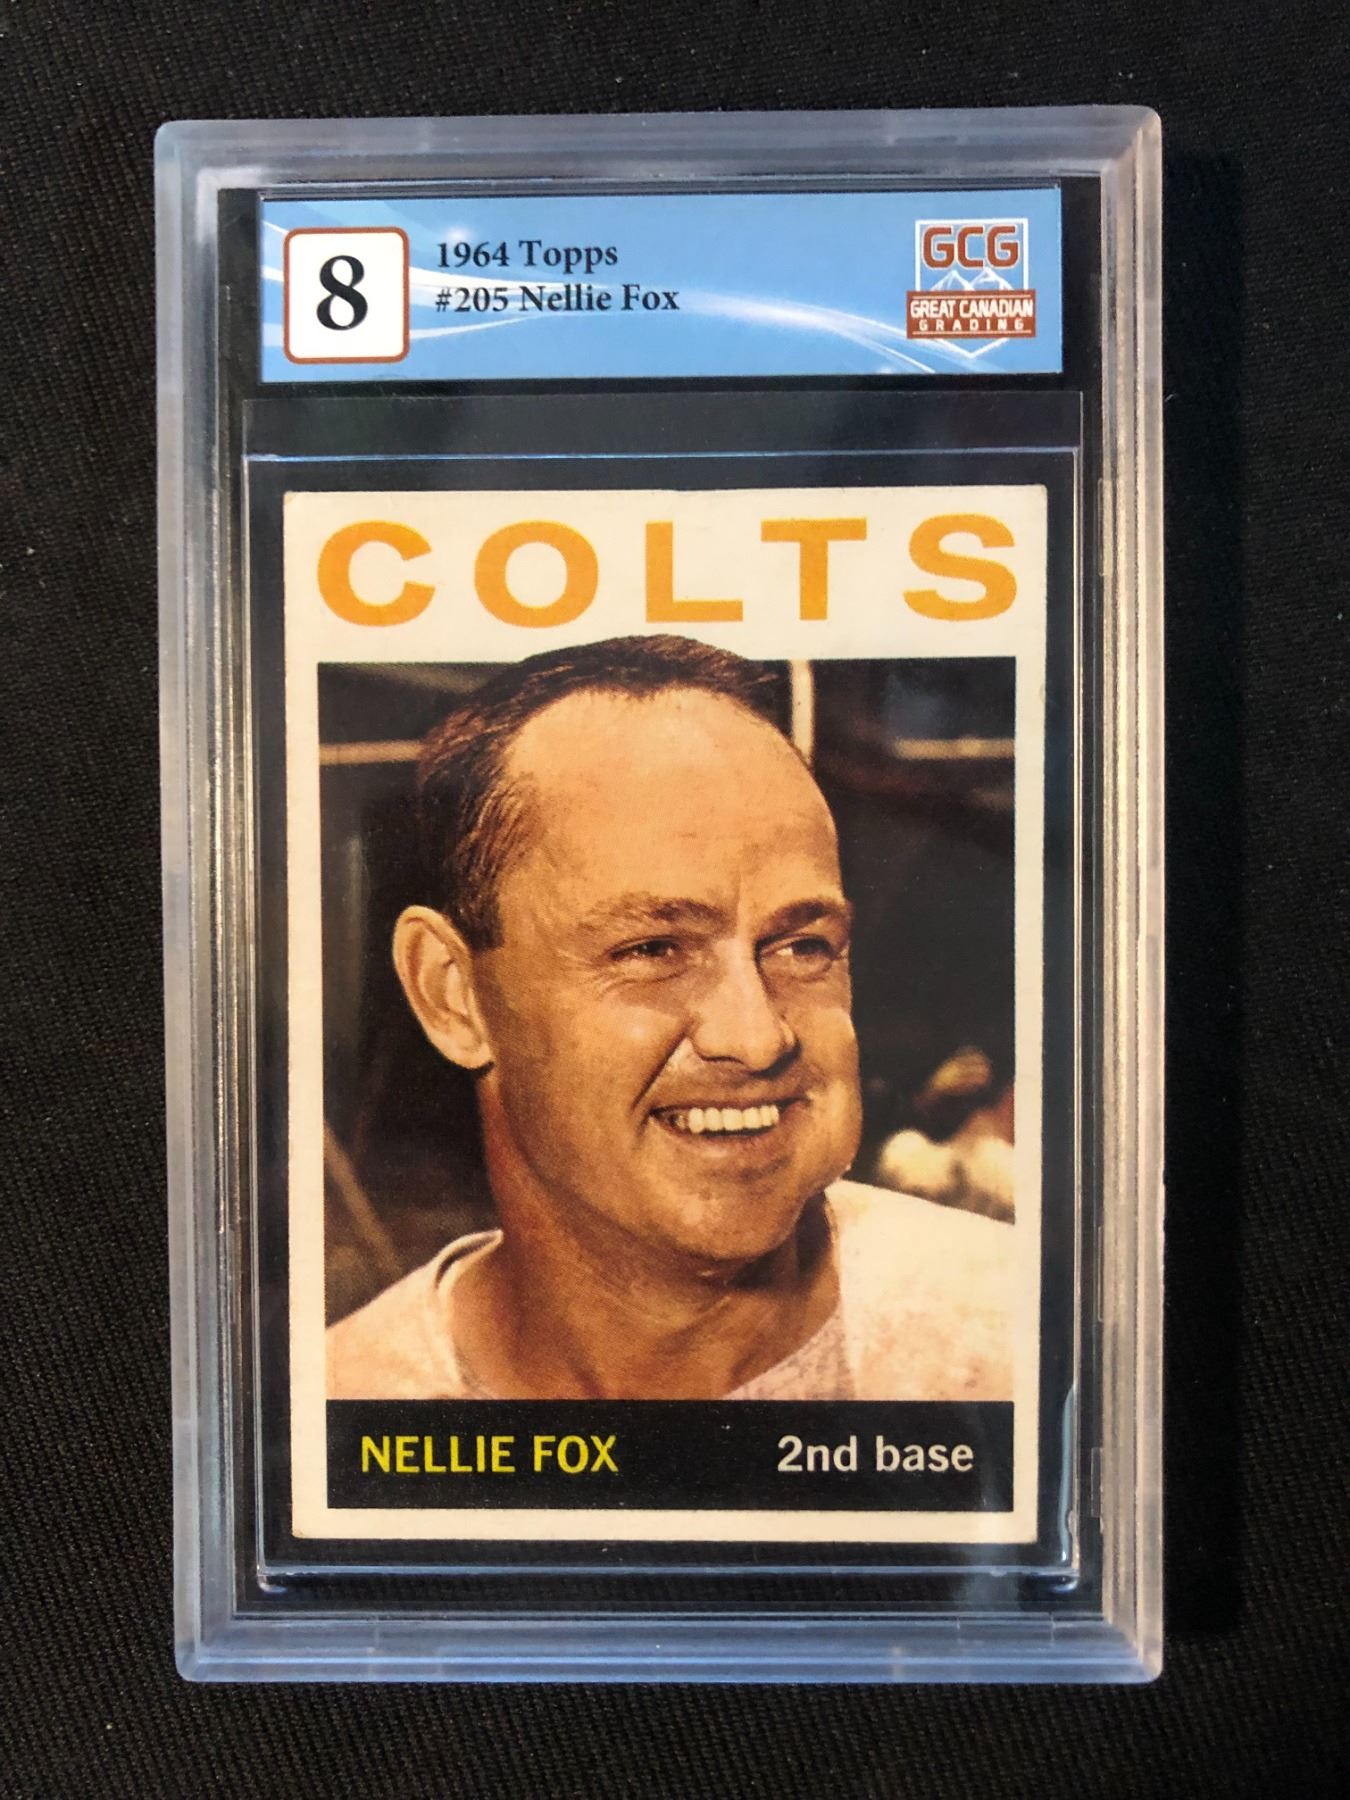 8
1964 Topps
#205 Nellie Fox
GCG
GREAT CANADIAN
GRADING
COLTS
NELLIE FOX 2nd base